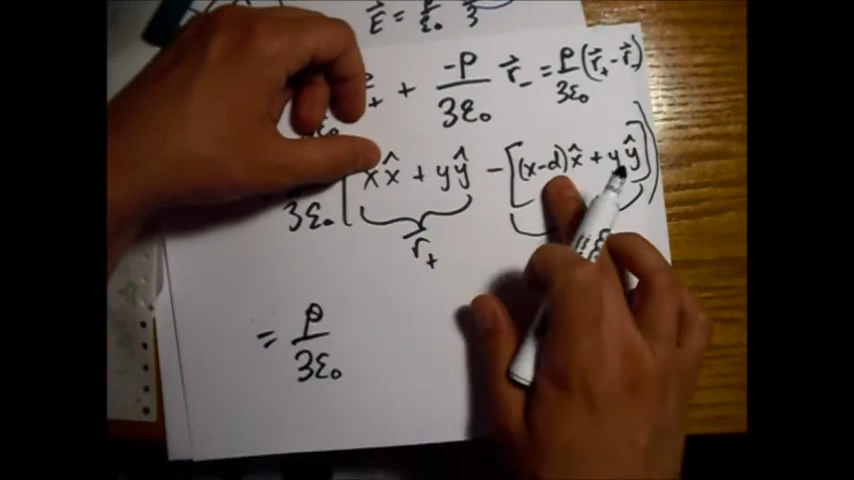 E⃗ = ρ/ε₀ 3
+ + -ρ/3ε₀ r⃗₋ = ρ/3ε₀ (r⃗₊ - r⃗₋)
3ε₀ [xx̂ + yŷ - [(x-d)x̂ + yŷ]]
r⃗₊
= ρ/3ε₀